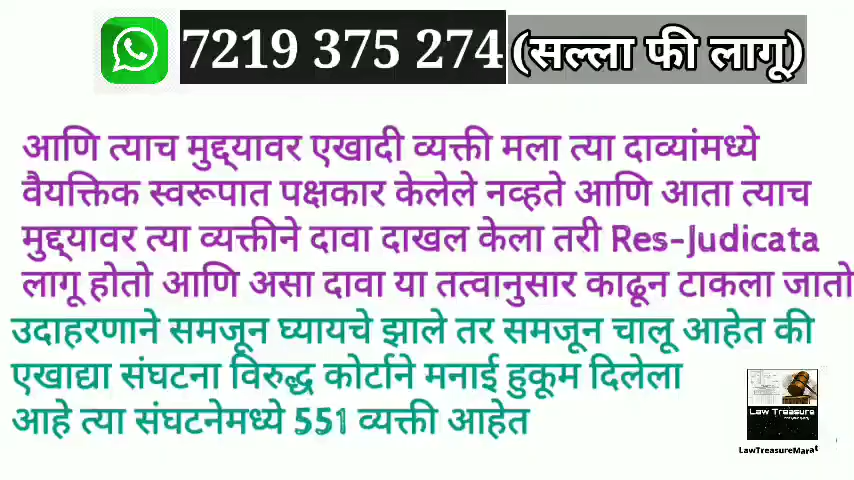 7219 375 274 (सल्ला फी लागू)
आणि त्याच मुद्द्यावर एखादी व्यक्ती मला त्या दाव्यांमध्ये
वैयक्तिक स्वरूपात पक्षकार केलेले नव्हते आणि आता त्याच
मुद्द्यावर त्या व्यक्तीने दावा दाखल केला तरी Res-Judicata
लागू होतो आणि असा दावा या तत्वानुसार काढून टाकला जातो
उदाहरणाने समजून घ्यायचे झाले तर समजून चालू आहेत की
एखाद्या संघटना विरुद्ध कोर्टाने मनाई हुकूम दिलेला
आहे त्या संघटनेमध्ये 551 व्यक्ती आहेत
Law Treasure
LawTreasureMarat